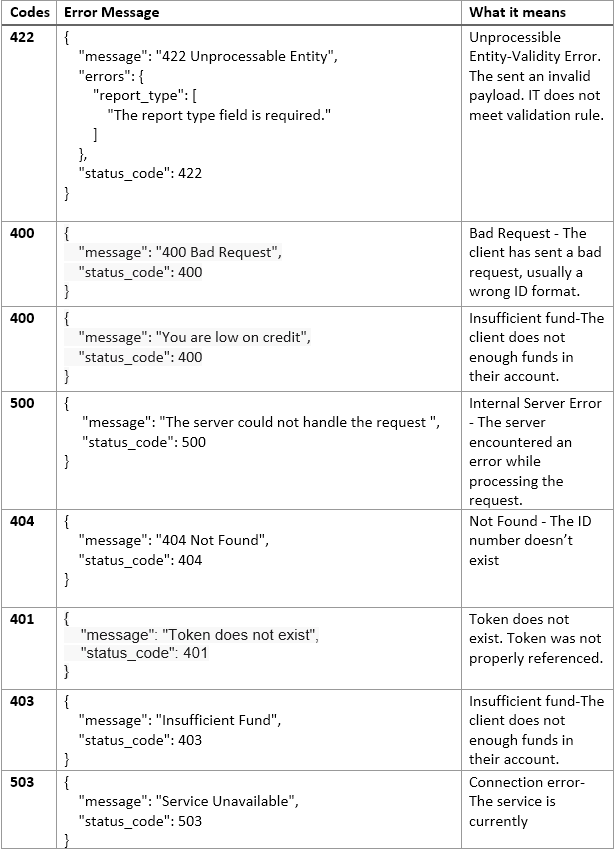 Codes Error Message What it means
422 { Unprocessible
"message": "422 Unprocessable Entity", Entity-Validity Error.
"errors": { The sent an invalid
"report_type": [ payload. IT does not
"The report type field is required." meet validation rule.
]
},
"status_code": 422
}
400 { Bad Request - The
"message": "400 Bad Request", client has sent a bad
"status_code": 400 request, usually a
} wrong ID format.
400 { Insufficient fund-The
"message": "You are low on credit", client does not
"status_code": 400 enough funds in
} their account.
500 { Internal Server Error
"message": "The server could not handle the request ", - The server
"status_code": 500 encountered an
} error while
processing the
request.
404 { Not Found - The ID
"message": "404 Not Found", number doesn’t
"status_code": 404 exist
}
401 { Token does not
"message": "Token does not exist", exist. Token was not
"status_code": 401 properly referenced.
}
403 { Insufficient fund-The
"message": "Insufficient Fund", client does not
"status_code": 403 enough funds in
} their account.
503 { Connection error-
"message": "Service Unavailable", The service is
"status_code": 503 currently
}